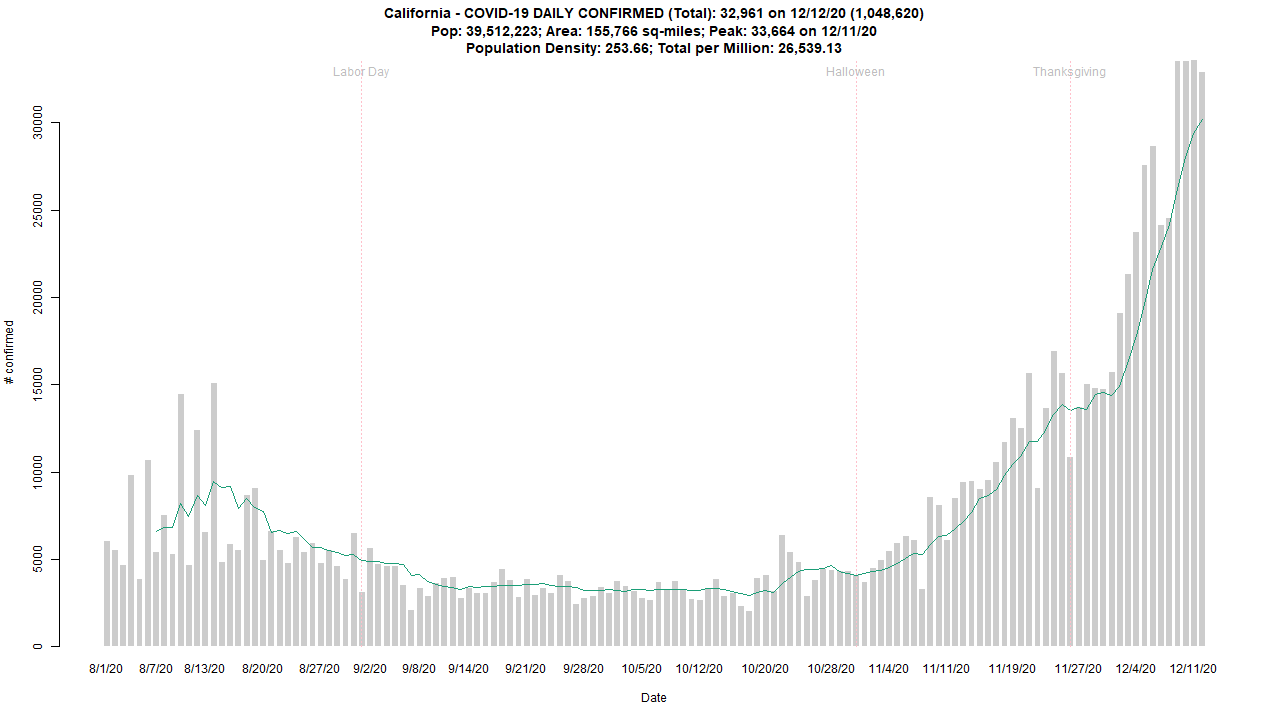 California - COVID-19 DAILY CONFIRMED (Total): 32,961 on 12/12/20 (1,048,620)
Pop: 39,512,223; Area: 155,766 sq-miles; Peak: 33,664 on 12/11/20
Population Density: 253.66; Total per Million: 26,539.13
Labor Day Halloween Thanksgiving
30000
25000
20000
15000
10000
5000
0
# confirmed
8/1/20 8/7/20 8/13/20 8/20/20 8/27/20 9/2/20 9/8/20 9/14/20 9/21/20 9/28/20 10/5/20 10/12/20 10/20/20 10/28/20 11/4/20 11/11/20 11/19/20 11/27/20 12/4/20 12/11/20
Date